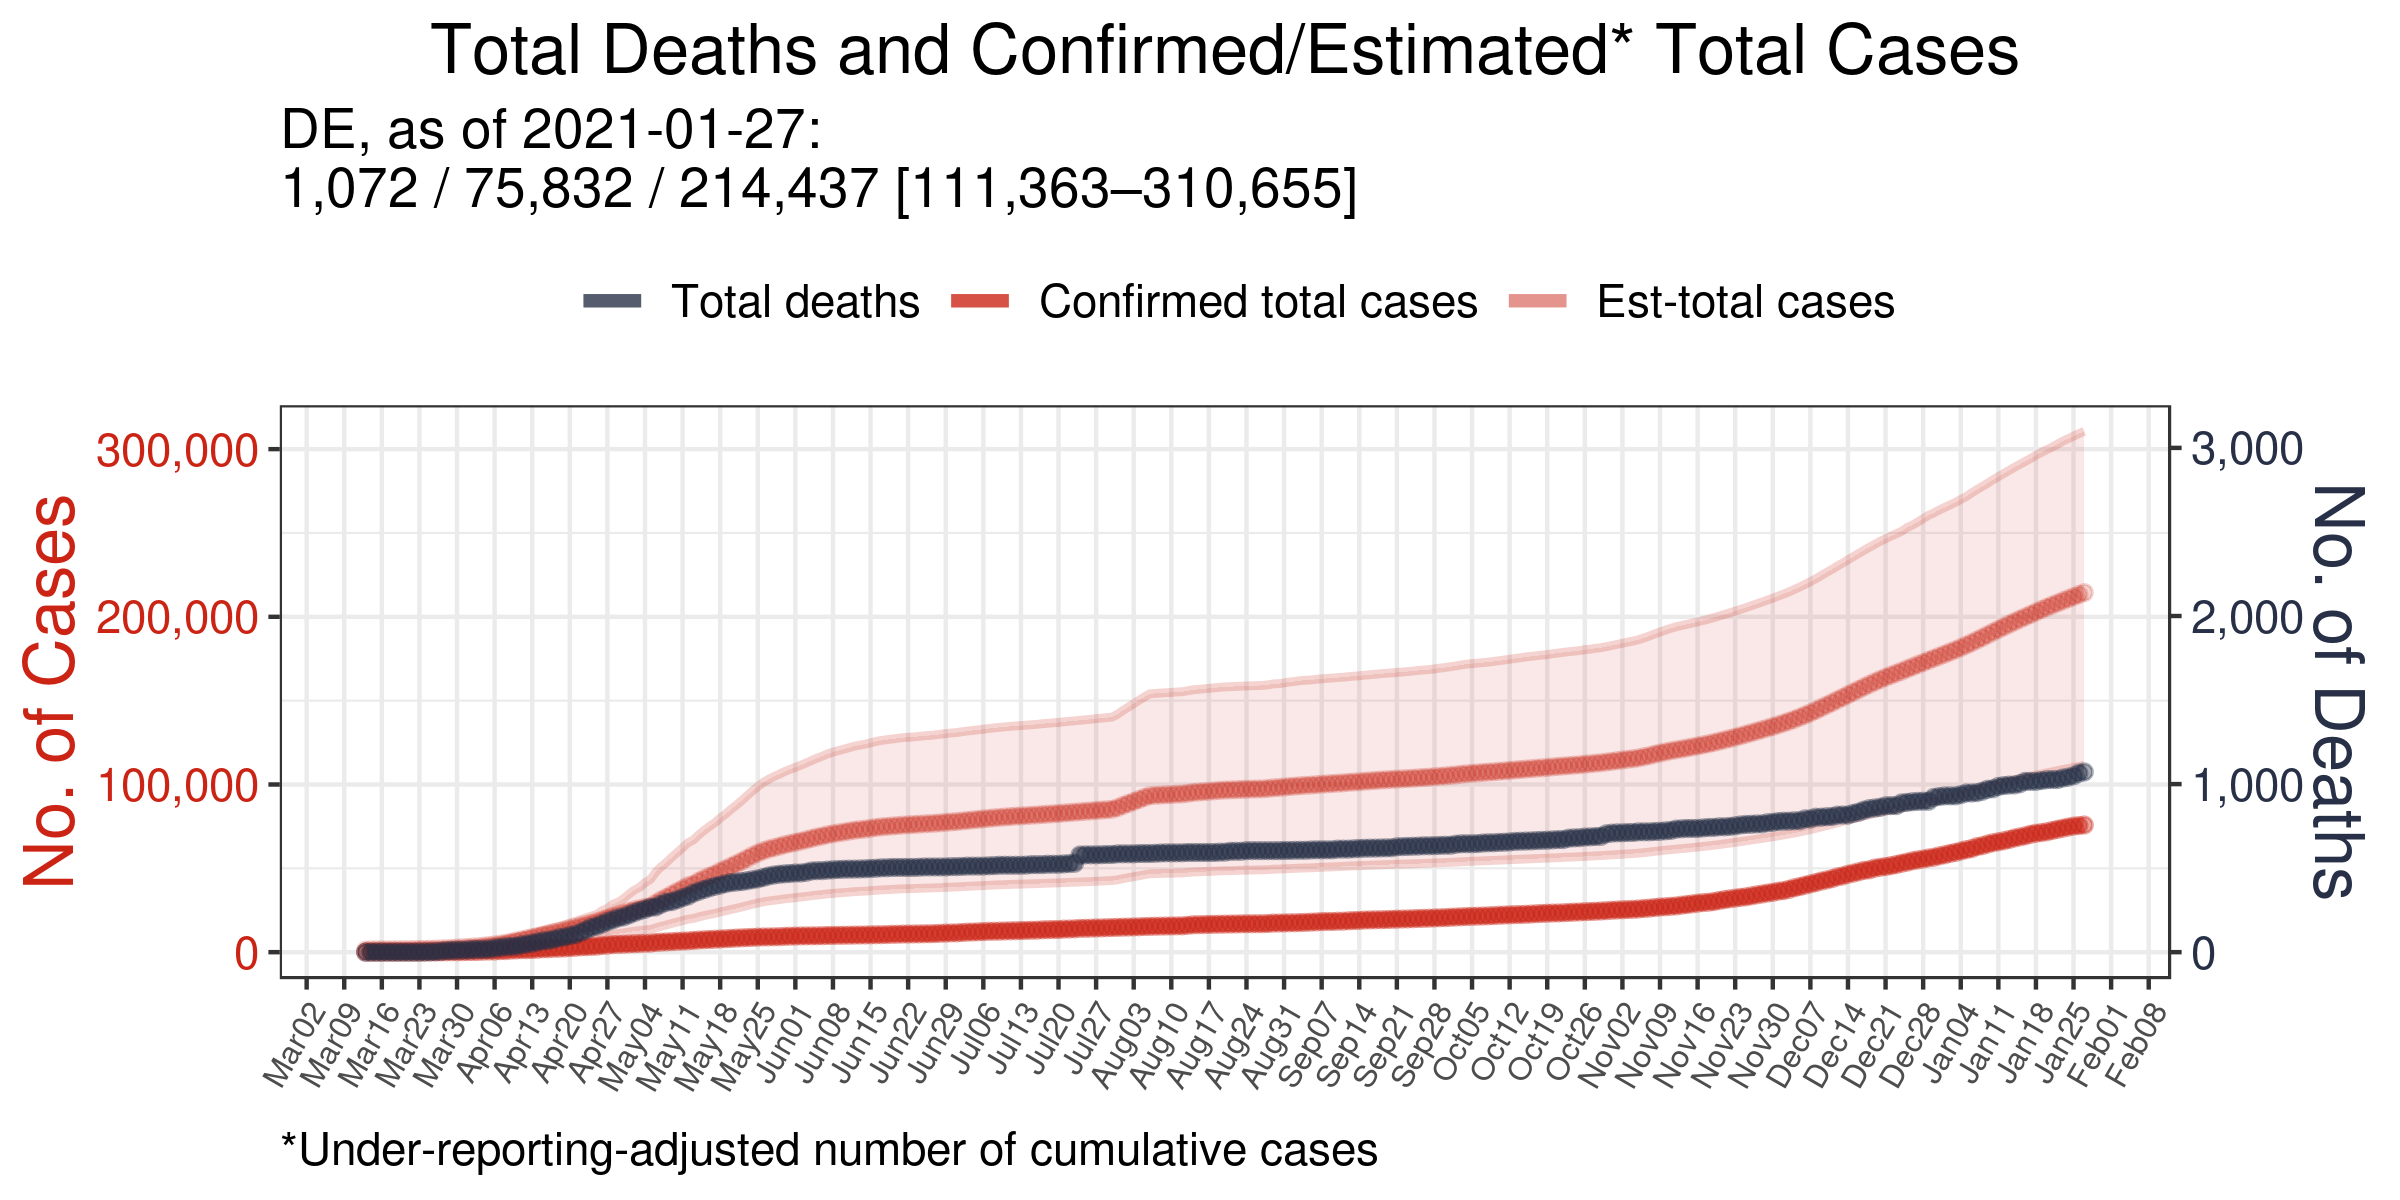 Total Deaths and Confirmed/Estimated* Total Cases
DE, as of 2021-01-27:
1,072 / 75,832 / 214,437 [111,363–310,655]
Total deaths Confirmed total cases Est-total cases
No. of Cases
300,000
200,000
100,000
0
3,000
2,000
1,000
0
No. of Deaths
Mar02 Mar09 Mar16 Mar23 Mar30 Apr06 Apr13 Apr20 Apr27 May04 May11 May18 May25 Jun01 Jun08 Jun15 Jun22 Jun29 Jul06 Jul13 Jul20 Jul27 Aug03 Aug10 Aug17 Aug24 Aug31 Sep07 Sep14 Sep21 Sep28 Oct05 Oct12 Oct19 Oct26 Nov02 Nov09 Nov16 Nov23 Nov30 Dec07 Dec14 Dec21 Dec28 Jan04 Jan11 Jan18 Jan25 Feb01 Feb08
*Under-reporting-adjusted number of cumulative cases